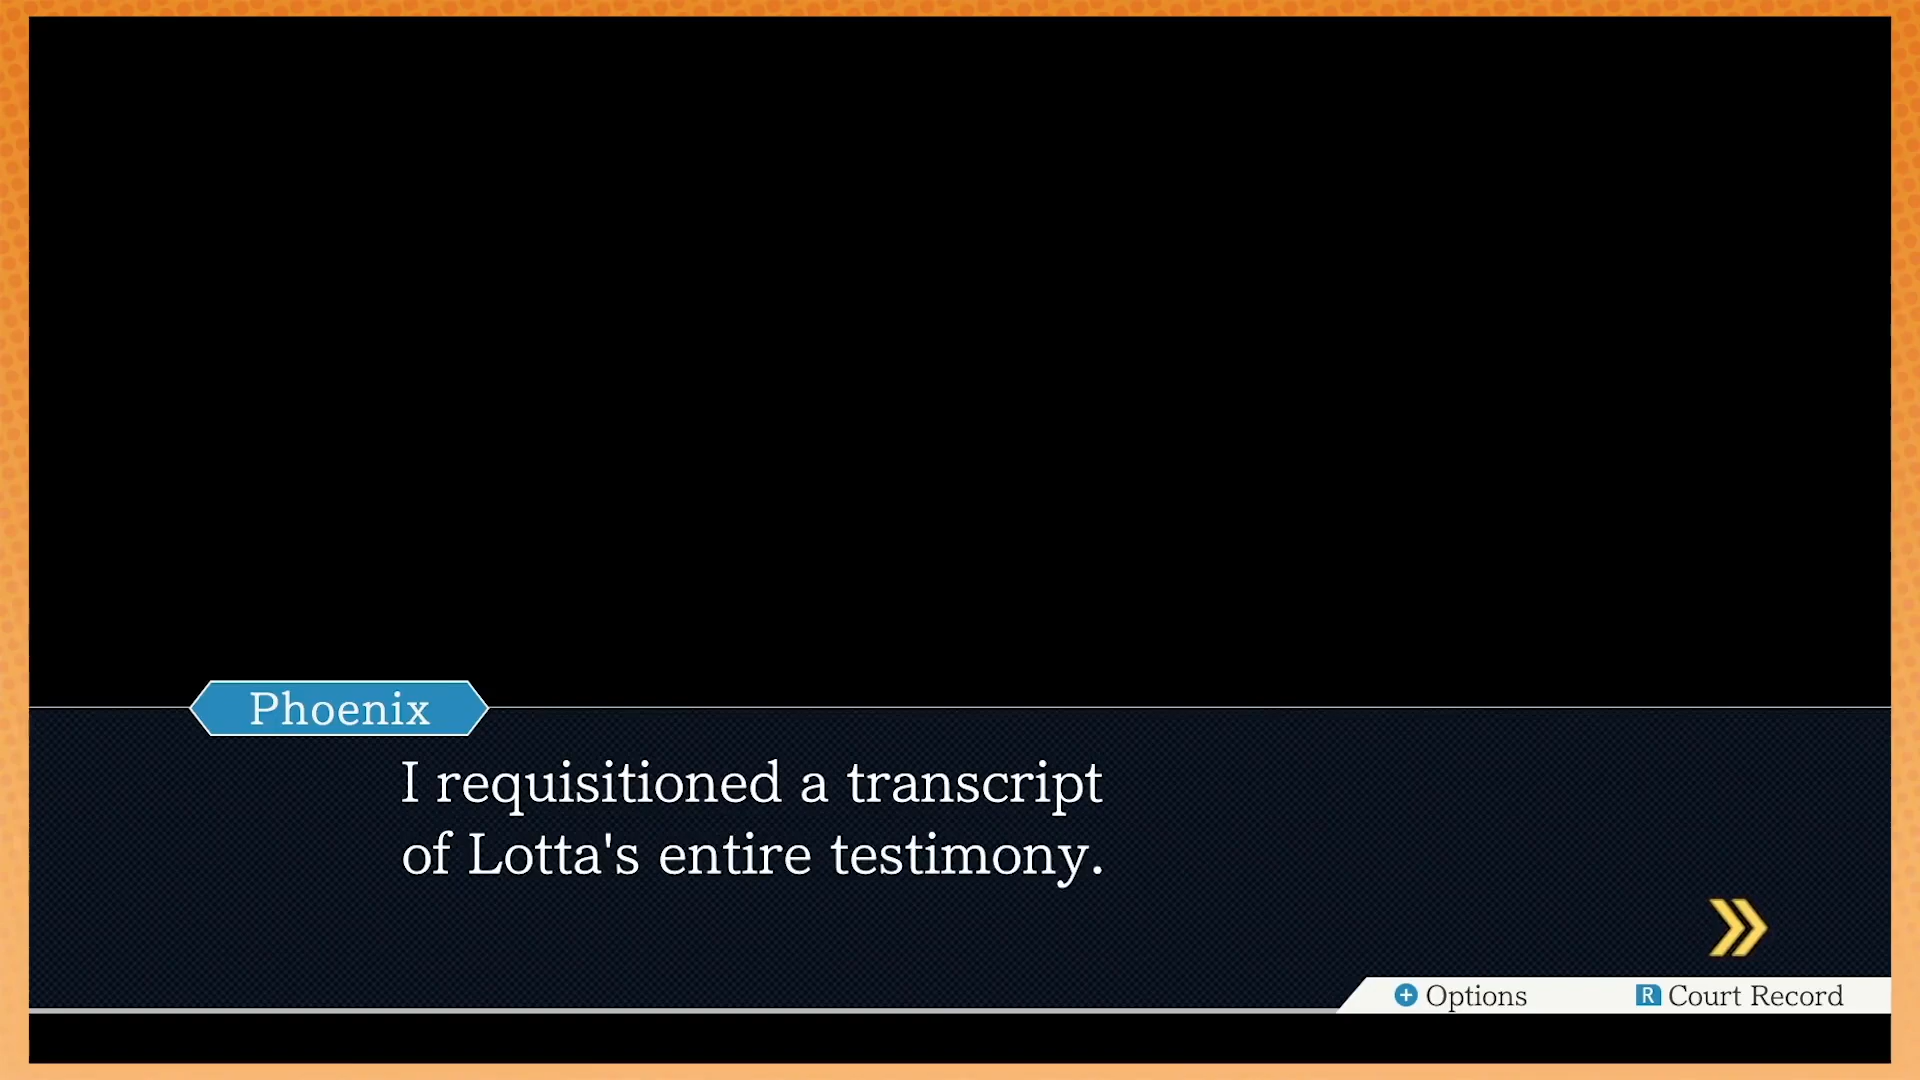 Phoenix
I requisitioned a transcript
of Lotta's entire testimony.
+ Options
R Court Record